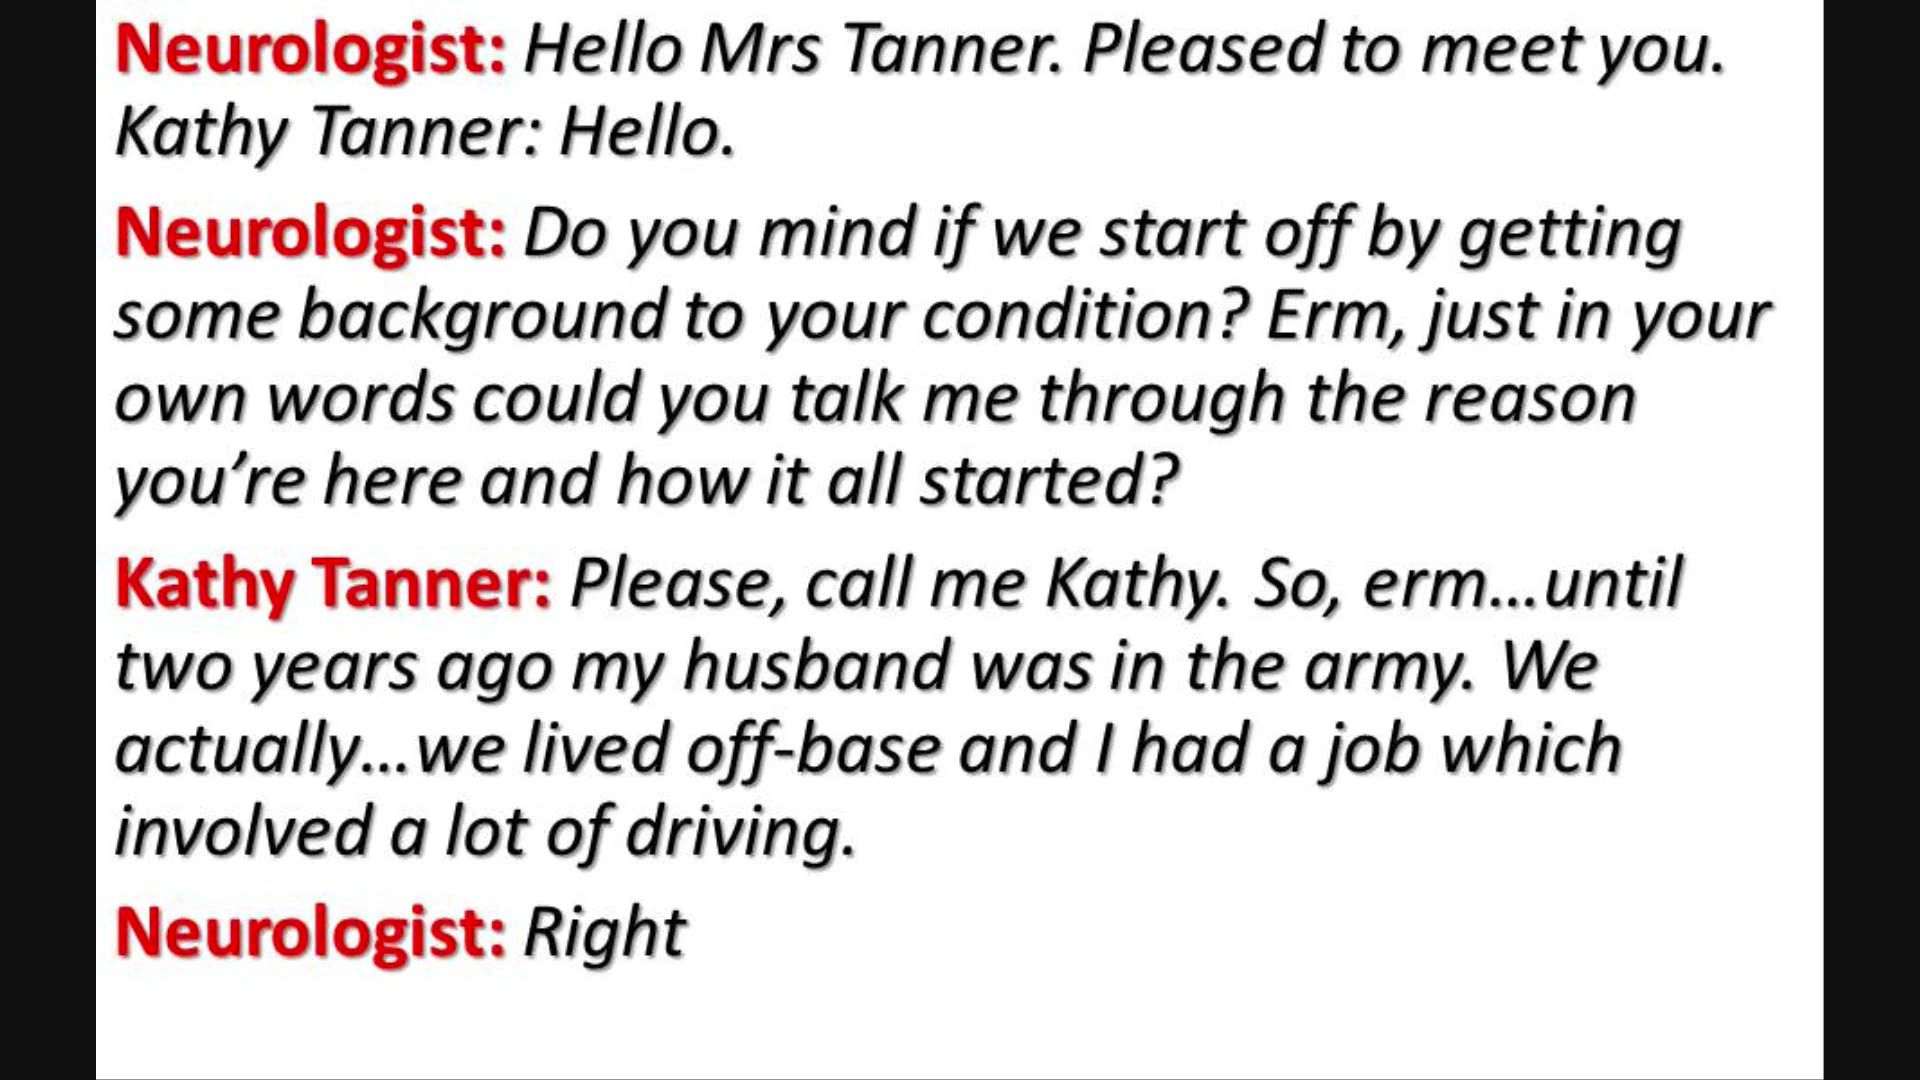 Neurologist: Hello Mrs Tanner. Pleased to meet you.
Kathy Tanner: Hello.
Neurologist: Do you mind if we start off by getting
some background to your condition? Erm, just in your
own words could you talk me through the reason
you’re here and how it all started?
Kathy Tanner: Please, call me Kathy. So, erm…until
two years ago my husband was in the army. We
actually…we lived off-base and I had a job which
involved a lot of driving.
Neurologist: Right